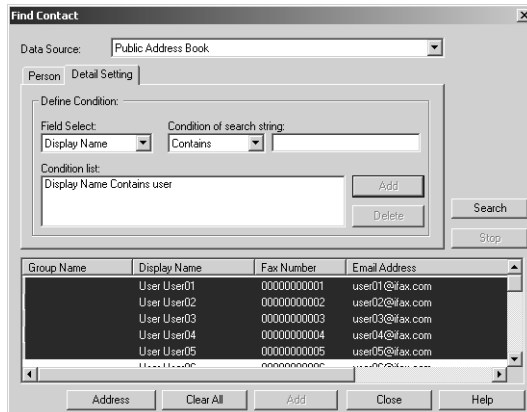 Find Contact
Data Source: Public Address Book
Person Detail Setting
Define Condition:
Field Select: Condition of search string:
Display Name Contains
Condition list:
Display Name Contains user
Add
Delete
Search
Stop
Group Name Display Name Fax Number Email Address
User User01 00000000001 user01@ifax.com
User User02 00000000002 user02@ifax.com
User User03 00000000003 user03@ifax.com
User User04 00000000004 user04@ifax.com
User User05 00000000005 user05@ifax.com
Address Clear All Add Close Help